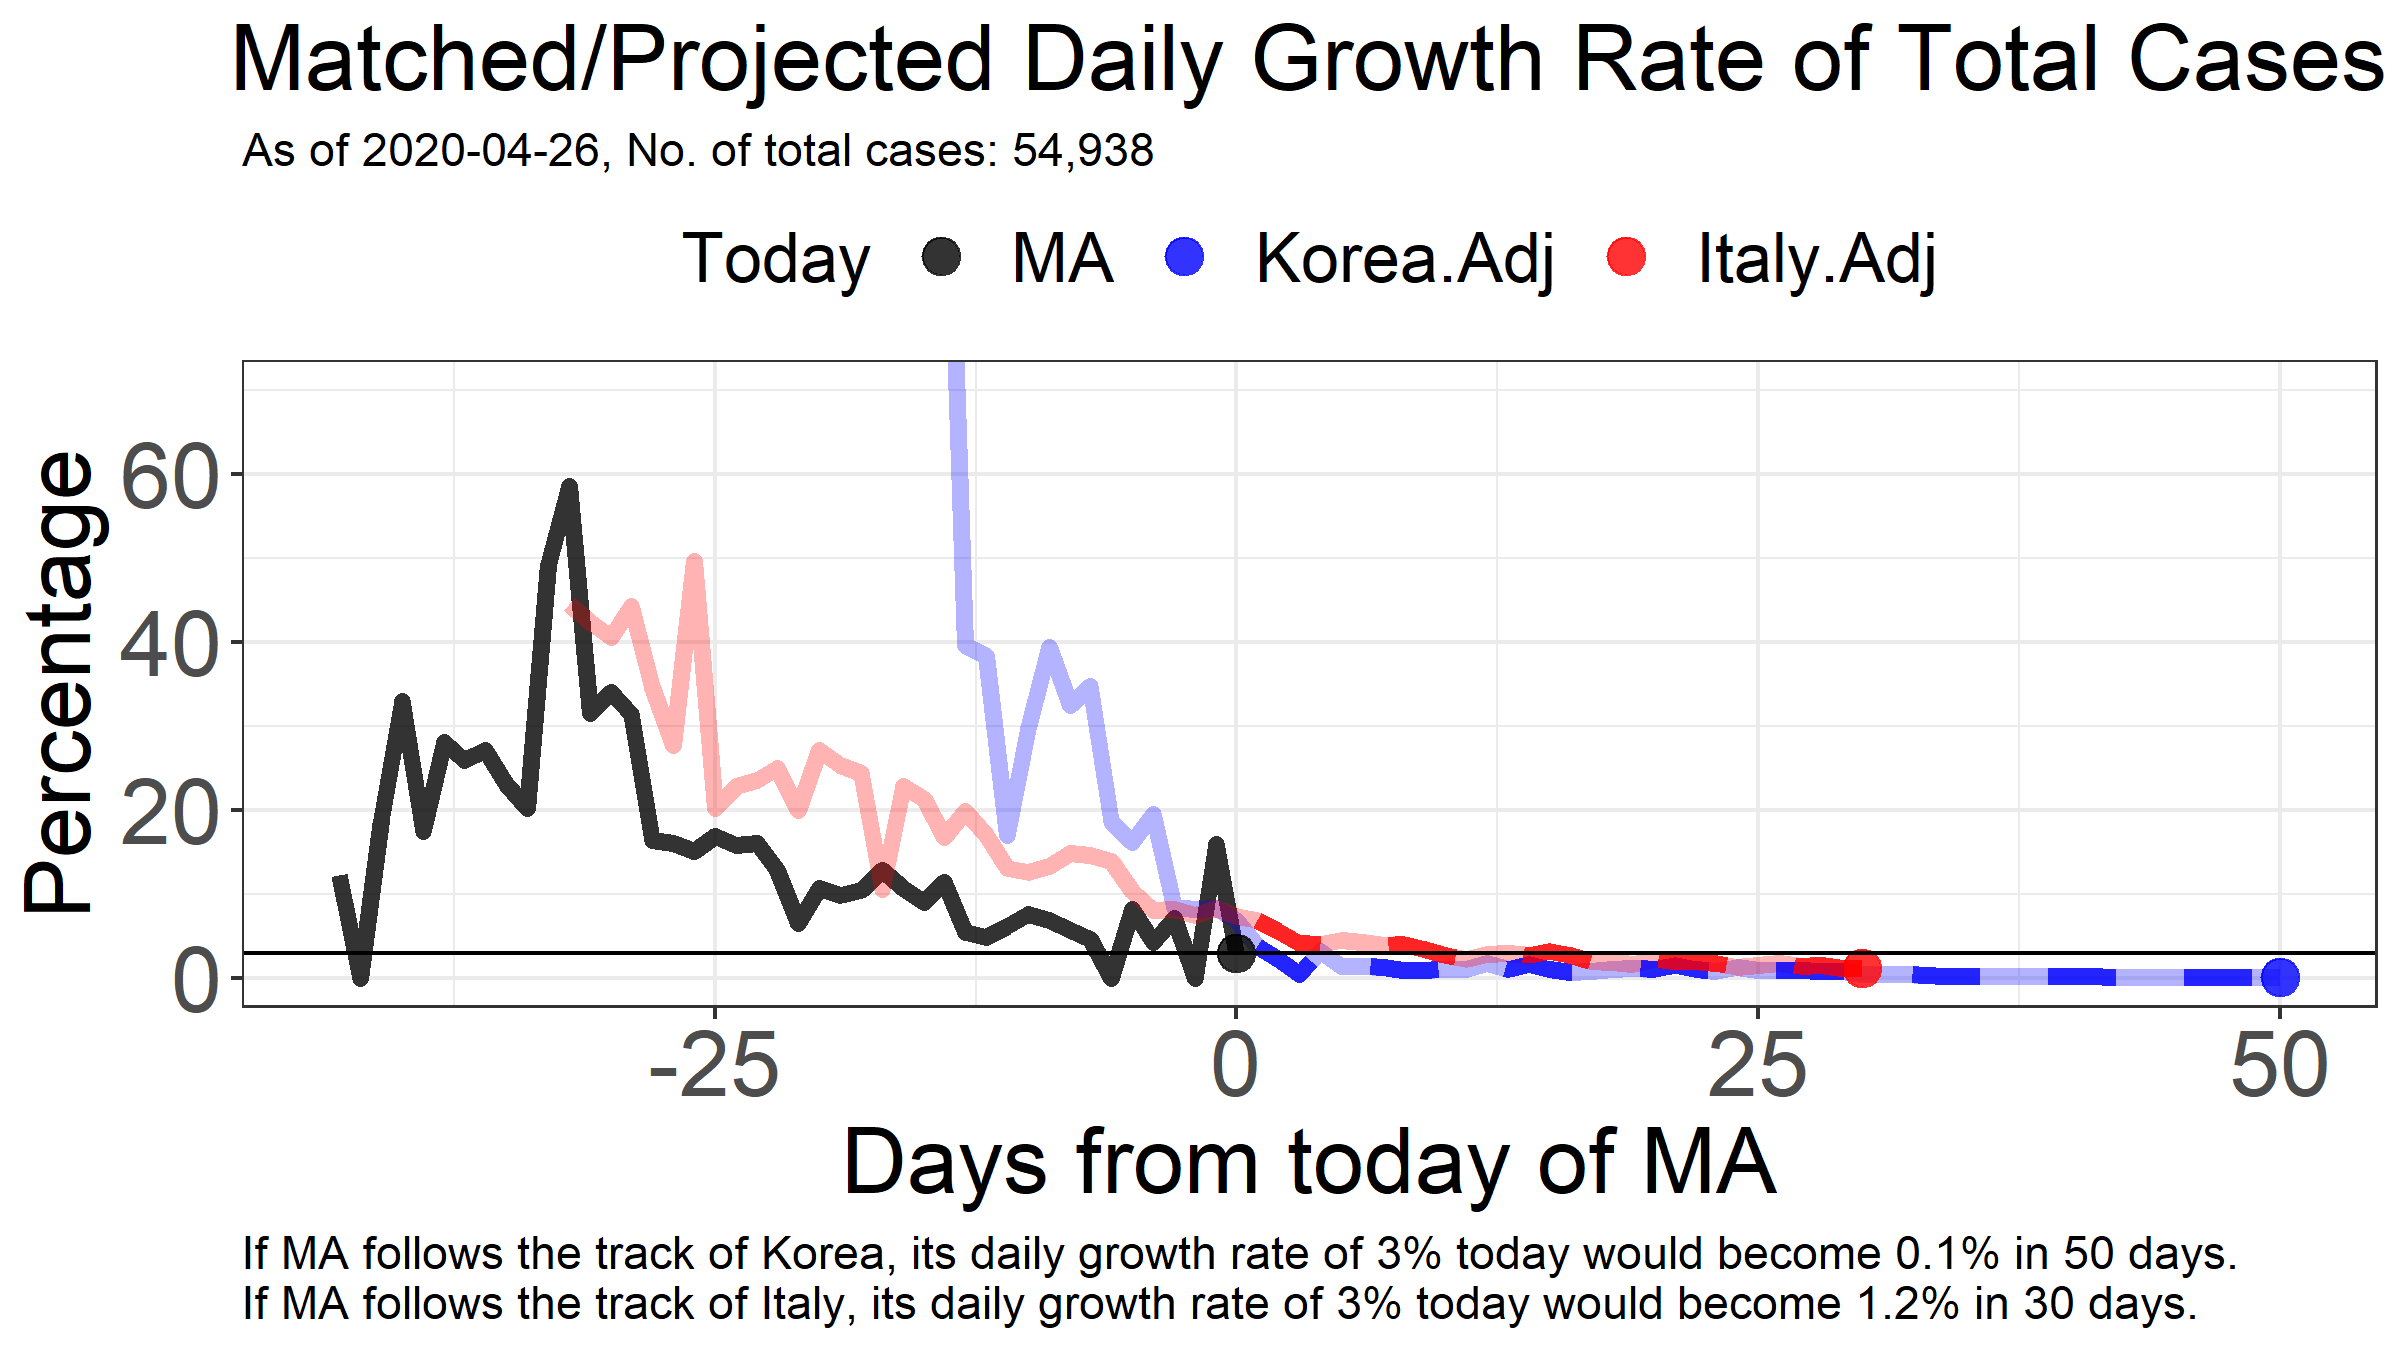 Matched/Projected Daily Growth Rate of Total Cases
As of 2020-04-26, No. of total cases: 54,938
Today MA Korea.Adj Italy.Adj
Percentage
60
40
20
0
-25 0 25 50
Days from today of MA
If MA follows the track of Korea, its daily growth rate of 3% today would become 0.1% in 50 days.
If MA follows the track of Italy, its daily growth rate of 3% today would become 1.2% in 30 days.